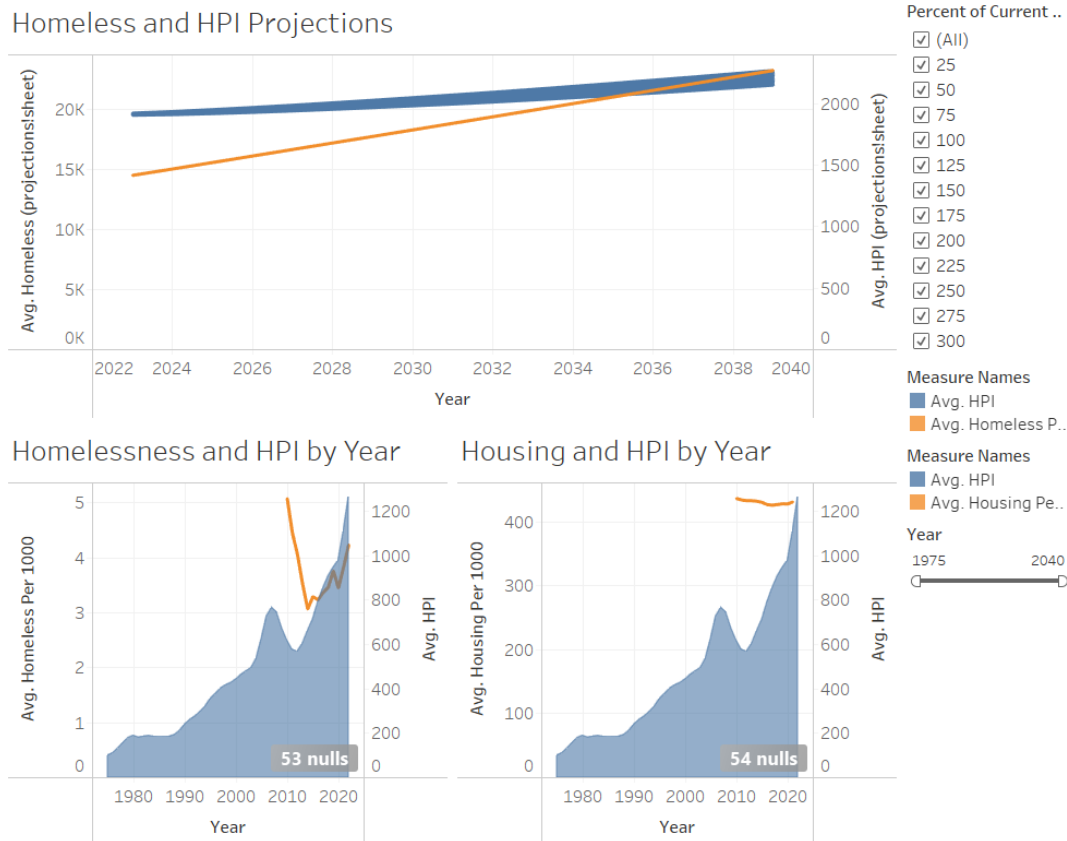 Homeless and HPI Projections
Avg. Homeless (projections!sheet)
20K
15K
10K
5K
0K
2000
1500
1000
500
0
Avg. HPI (projections!sheet)
2022 2024 2026 2028 2030 2032 2034 2036 2038 2040
Year
Percent of Current ..
(All)
25
50
75
100
125
150
175
200
225
250
275
300
Measure Names
Avg. HPI
Avg. Homeless P..
Measure Names
Avg. HPI
Avg. Housing Pe..
Year
1975 2040
Homelessness and HPI by Year
Avg. Homeless Per 1000
5
4
3
2
1
0
1200
1000
800
600
400
200
0
Avg. HPI
53 nulls
1980 1990 2000 2010 2020
Year
Housing and HPI by Year
Avg. Housing Per 1000
400
300
200
100
0
1200
1000
800
600
400
200
0
Avg. HPI
54 nulls
1980 1990 2000 2010 2020
Year